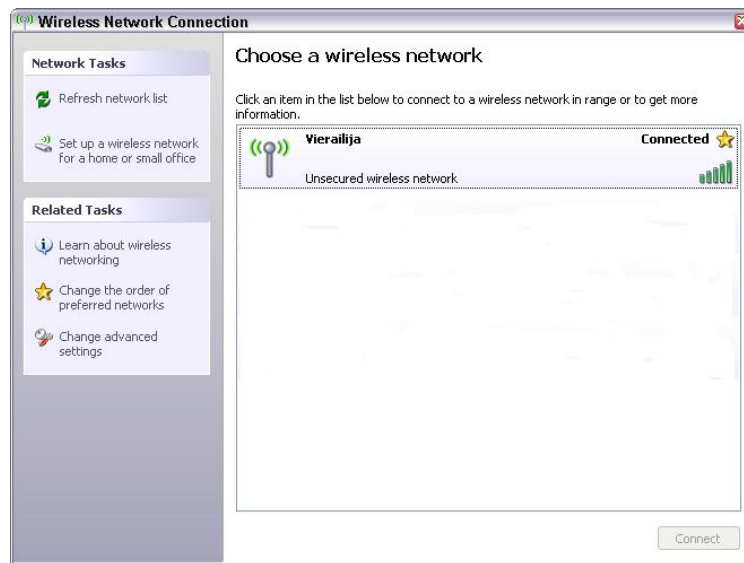 Wireless Network Connection
Network Tasks
Refresh network list
Set up a wireless network
for a home or small office
Related Tasks
Learn about wireless
networking
Change the order of
preferred networks
Change advanced
settings
Choose a wireless network
Click an item in the list below to connect to a wireless network in range or to get more
information.
Vierailija Connected
Unsecured wireless network
Connect